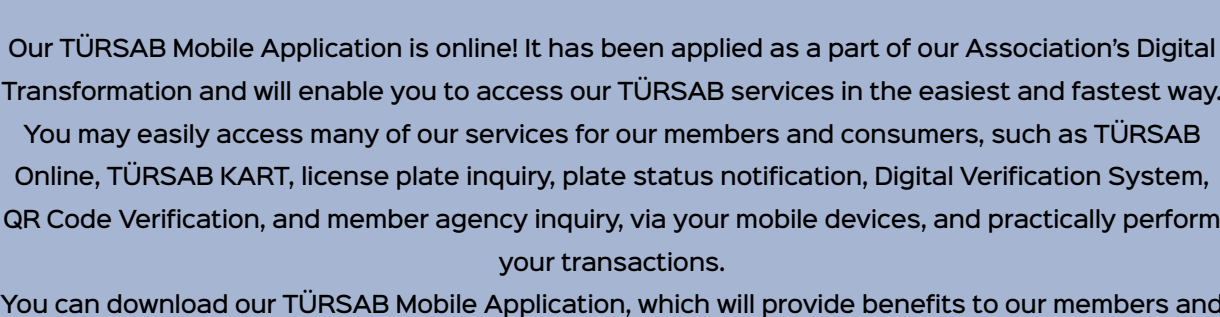 Our TÜRSAB Mobile Application is online! It has been applied as a part of our Association’s Digital
Transformation and will enable you to access our TÜRSAB services in the easiest and fastest way.
You may easily access many of our services for our members and consumers, such as TÜRSAB
Online, TÜRSAB KART, license plate inquiry, plate status notification, Digital Verification System,
QR Code Verification, and member agency inquiry, via your mobile devices, and practically perform
your transactions.
You can download our TÜRSAB Mobile Application, which will provide benefits to our members and